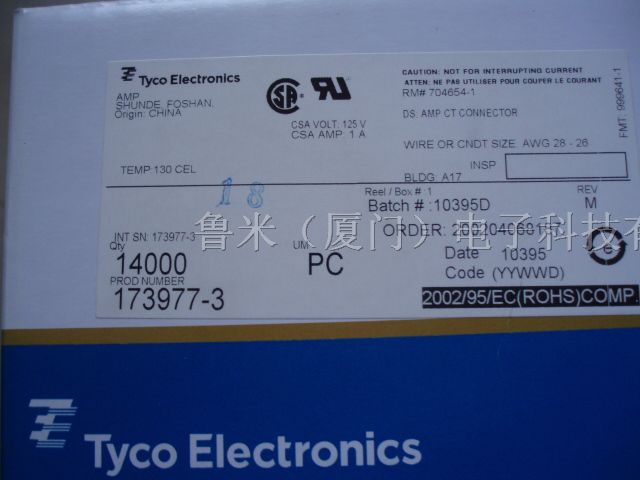 Tyco Electronics
AMP
SHUNDE, FOSHAN.
Origin: CHINA
TEMP 130 CEL
SA
RU
CSA VOLT: 125 V
CSA AMP: 1 A
CAUTION: NOT FOR INTERRUPTING CURRENT
ATTEN: NE PAS UTILISER POUR COUPER LE COURANT
RM# 704654-1
DS. AMP CT CONNECTOR
WIRE OR CNDT SIZE, AWG 28 - 26
INSP
BLDG: A17
FMT 999641-1
18
Reel / Box # : 1
REV
Batch # :10395D
M
鲁米（厦门）电子科技有
INT SN: 173977-3
ORDER: 200204060157
Qty
UM
14000
PC
Date 10395
Code (YYWWD)
e
PROD NUMBER
173977-3
2002/95/EC(ROHS)COMP.
Tyco Electronics